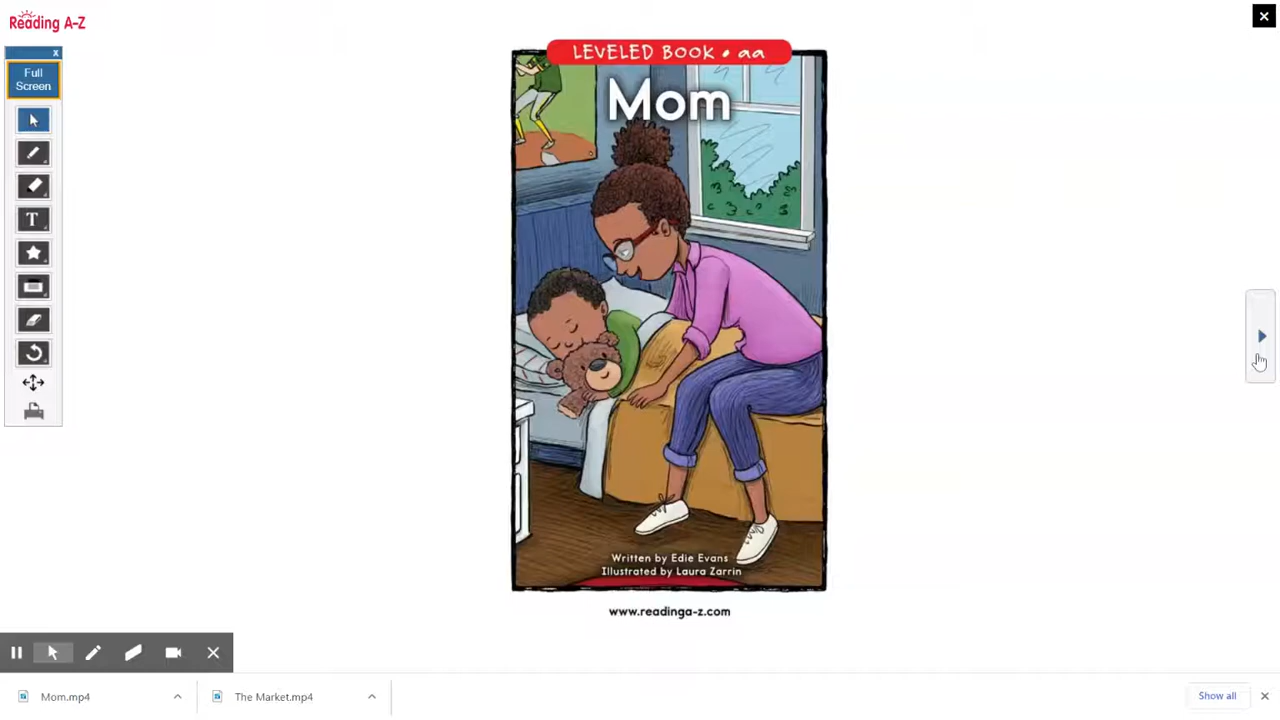 Reading A-Z
x
Full
Screen
T
LEVELED BOOK • aa
Mom
Written by Edie Evans
Illustrated by Laura Zarrin
www.readinga-z.com
Mom.mp4
The Market.mp4
Show all